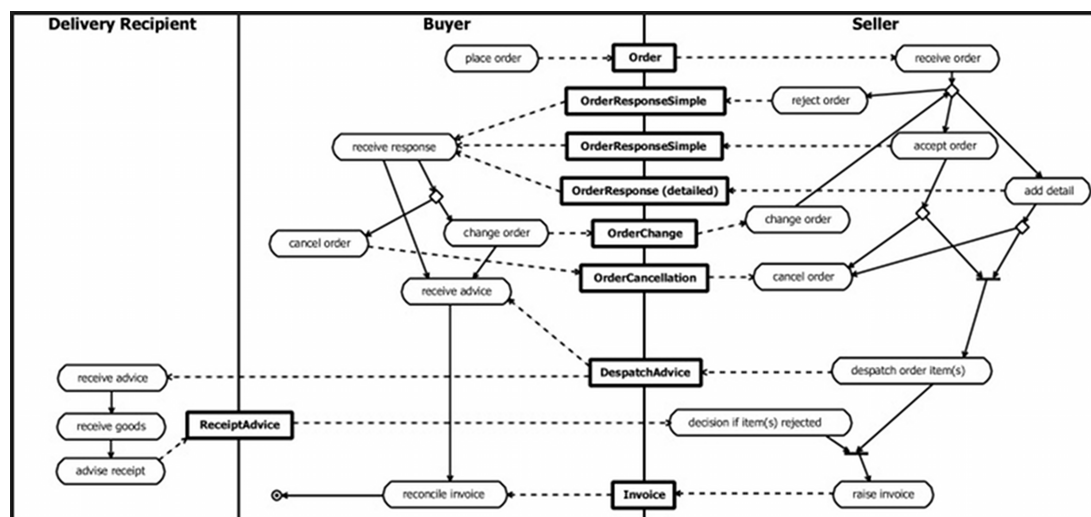 Delivery Recipient
Buyer
Seller
place order
Order
receive order
OrderResponseSimple
reject order
receive response
OrderResponseSimple
accept order
OrderResponse (detailed)
add detail
cancel order
change order
OrderChange
change order
receive advice
OrderCancellation
cancel order
receive advice
DespatchAdvice
despatch order item(s)
receive goods
ReceiptAdvice
decision if item(s) rejected
advise receipt
reconcile invoice
Invoice
raise invoice